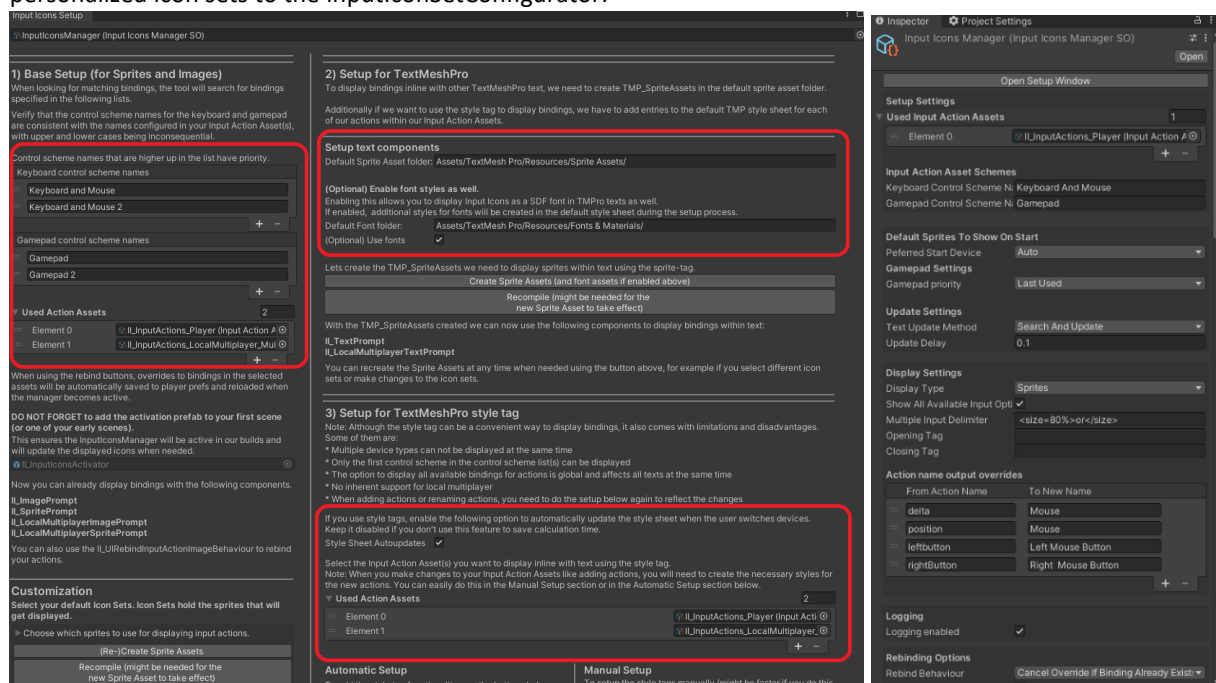 personalized icon sets to the InputIconSetConfigurator.
Input Icons Setup
InputIconsManager (Input Icons Manager SO)
1) Base Setup (for Sprites and Images)
When looking for matching bindings, the tool will search for bindings
specified in the following lists.
Verify that the control scheme names for the keyboard and gamepad
are consistent with the names configured in your Input Action Asset(s),
with upper and lower cases being inconsequential.
Control scheme names that are higher up in the list have priority.
Keyboard control scheme names
Keyboard and Mouse
Keyboard and Mouse 2
Gamepad control scheme names
Gamepad
Gamepad 2
Used Action Assets 2
Element 0 II_InputActions_Player (Input Action A
Element 1 II_InputActions_LocalMultiplayer_Mul
When using the rebind buttons, overrides to bindings in the selected
assets will be automatically saved to player prefs and reloaded when
the manager becomes active.
DO NOT FORGET to add the activation prefab to your first scene
(or one of your early scenes).
This ensures the InputIconsManager will be active in our builds and
will update the displayed icons when needed.
II_InputIconsActivator
Now you can already display bindings with the following components.
II_ImagePrompt
II_SpritePrompt
II_LocalMultiplayerImagePrompt
II_LocalMultiplayerSpritePrompt
You can also use the II_UIRebindInputActionImageBehaviour to rebind
your actions.
Customization
Select your default Icon Sets. Icon Sets hold the sprites that will
get displayed.
Choose which sprites to use for displaying input actions.
(Re-)Create Sprite Assets
Recompile (might be needed for the
new Sprite Asset to take effect)
2) Setup for TextMeshPro
To display bindings inline with other TextMeshPro text, we need to create TMP_SpriteAssets in the default sprite asset folder.
Additionally if we want to use the style tag to display bindings, we have to add entries to the default TMP style sheet for each
of our actions within our Input Action Assets.
Setup text components
Default Sprite Asset folder: Assets/TextMesh Pro/Resources/Sprite Assets/
(Optional) Enable font styles as well.
Enabling this allows you to display Input Icons as a SDF font in TMPro texts as well.
If enabled, additional styles for fonts will be created in the default style sheet during the setup process.
Default Font folder: Assets/TextMesh Pro/Resources/Fonts & Materials/
(Optional) Use fonts
Lets create the TMP_SpriteAssets we need to display sprites within text using the sprite-tag.
Create Sprite Assets (and font assets if enabled above)
Recompile (might be needed for the
new Sprite Asset to take effect)
With the TMP_SpriteAssets created we can now use the following components to display bindings within text:
II_TextPrompt
II_LocalMultiplayerTextPrompt
You can recreate the Sprite Assets at any time when needed using the button above, for example if you select different icon
sets or make changes to the icon sets.
3) Setup for TextMeshPro style tag
Note: Although the style tag can be a convenient way to display bindings, it also comes with limitations and disadvantages.
Some of them are:
* Multiple device types can not be displayed at the same time
* Only the first control scheme in the control scheme list(s) can be displayed
* The option to display all available bindings for actions is global and affects all texts at the same time
* No inherent support for local multiplayer
* When adding actions or renaming actions, you need to do the setup below again to reflect the changes
If you use style tags, enable the following option to automatically update the style sheet when the user switches devices.
Keep it disabled if you don't use this feature to save calculation time.
Style Sheet Autoupdates
Select the Input Action Asset(s) you want to display inline with text using the style tag.
Note: When you make changes to your Input Action Assets like adding actions, you will need to create the necessary styles for
the new actions. You can easily do this in the Manual Setup section or in the Automatic Setup section below.
Used Action Assets 2
Element 0 II_InputActions_Player (Input Acti
Element 1 II_InputActions_LocalMultiplayer_
Automatic Setup
Manual Setup
Inspector Project Settings
Input Icons Manager (Input Icons Manager SO)
Open
Open Setup Window
Setup Settings
Used Input Action Assets 1
Element 0 II_InputActions_Player (Input Action A
Input Action Asset Schemes
Keyboard Control Scheme Na Keyboard And Mouse
Gamepad Control Scheme Na Gamepad
Default Sprites To Show On Start
Peferred Start Device Auto
Gamepad Settings
Gamepad priority Last Used
Update Settings
Text Update Method Search And Update
Update Delay 0.1
Display Settings
Display Type Sprites
Show All Available Input Opti
Multiple Input Delimiter <size=80%>or</size>
Opening Tag
Closing Tag
Action name output overrides
From Action Name To New Name
delta Mouse
position Mouse
leftbutton Left Mouse Button
rightButton Right Mouse Button
Logging
Logging enabled
Rebinding Options
Rebind Behaviour Cancel Override If Binding Already Exists